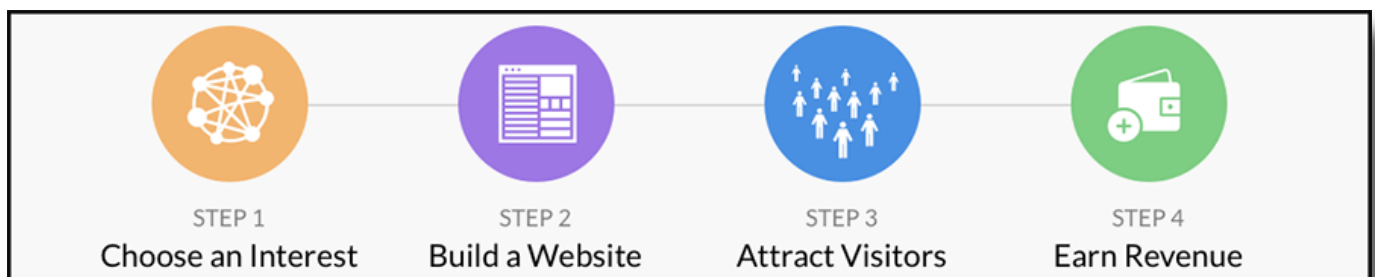 STEP 1
Choose an Interest
STEP 2
Build a Website
STEP 3
Attract Visitors
STEP 4
Earn Revenue